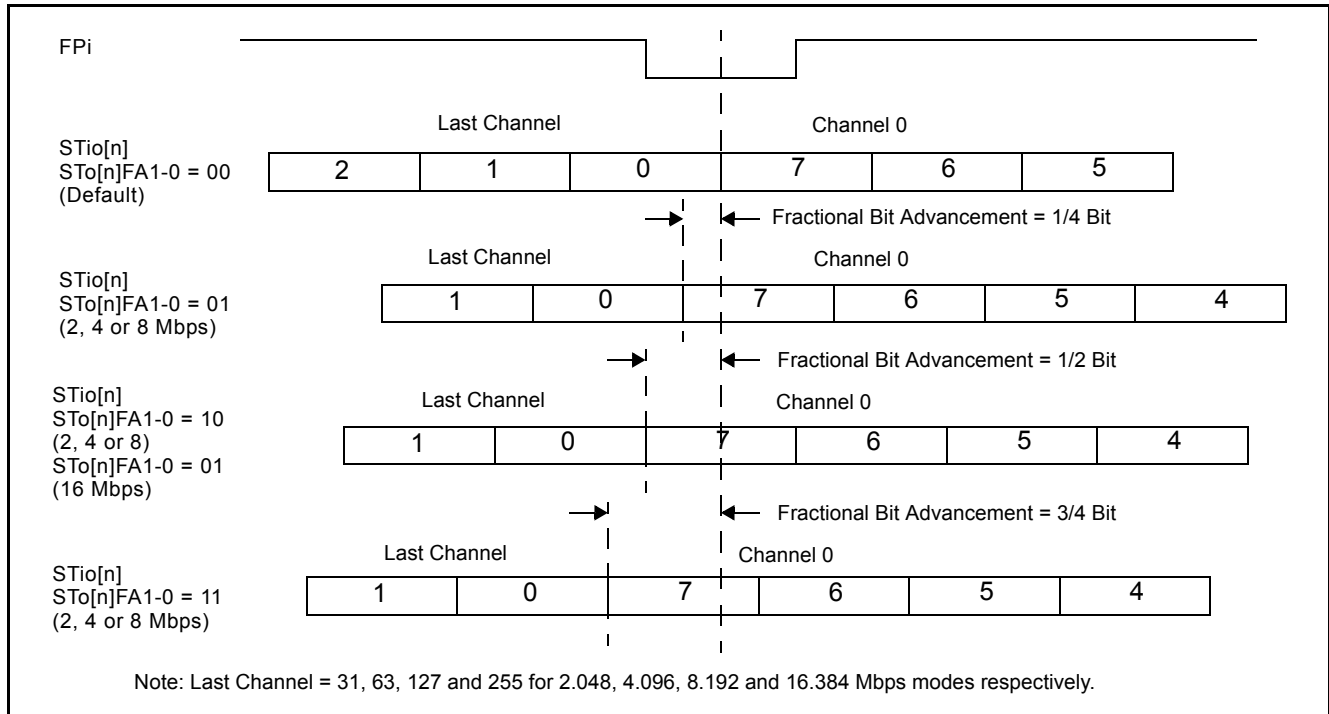 FPi
Last Channel
Channel 0
STio[n]
STo[n]FA1-0 = 00
(Default)
2 1 0 7 6 5
Fractional Bit Advancement = 1/4 Bit
Last Channel
Channel 0
STio[n]
STo[n]FA1-0 = 01
(2, 4 or 8 Mbps)
1 0 7 6 5 4
Fractional Bit Advancement = 1/2 Bit
Last Channel
Channel 0
STio[n]
STo[n]FA1-0 = 10
(2, 4 or 8)
STo[n]FA1-0 = 01
(16 Mbps)
1 0 7 6 5 4
Fractional Bit Advancement = 3/4 Bit
Last Channel
Channel 0
STio[n]
STo[n]FA1-0 = 11
(2, 4 or 8 Mbps)
1 0 7 6 5 4
Note: Last Channel = 31, 63, 127 and 255 for 2.048, 4.096, 8.192 and 16.384 Mbps modes respectively.